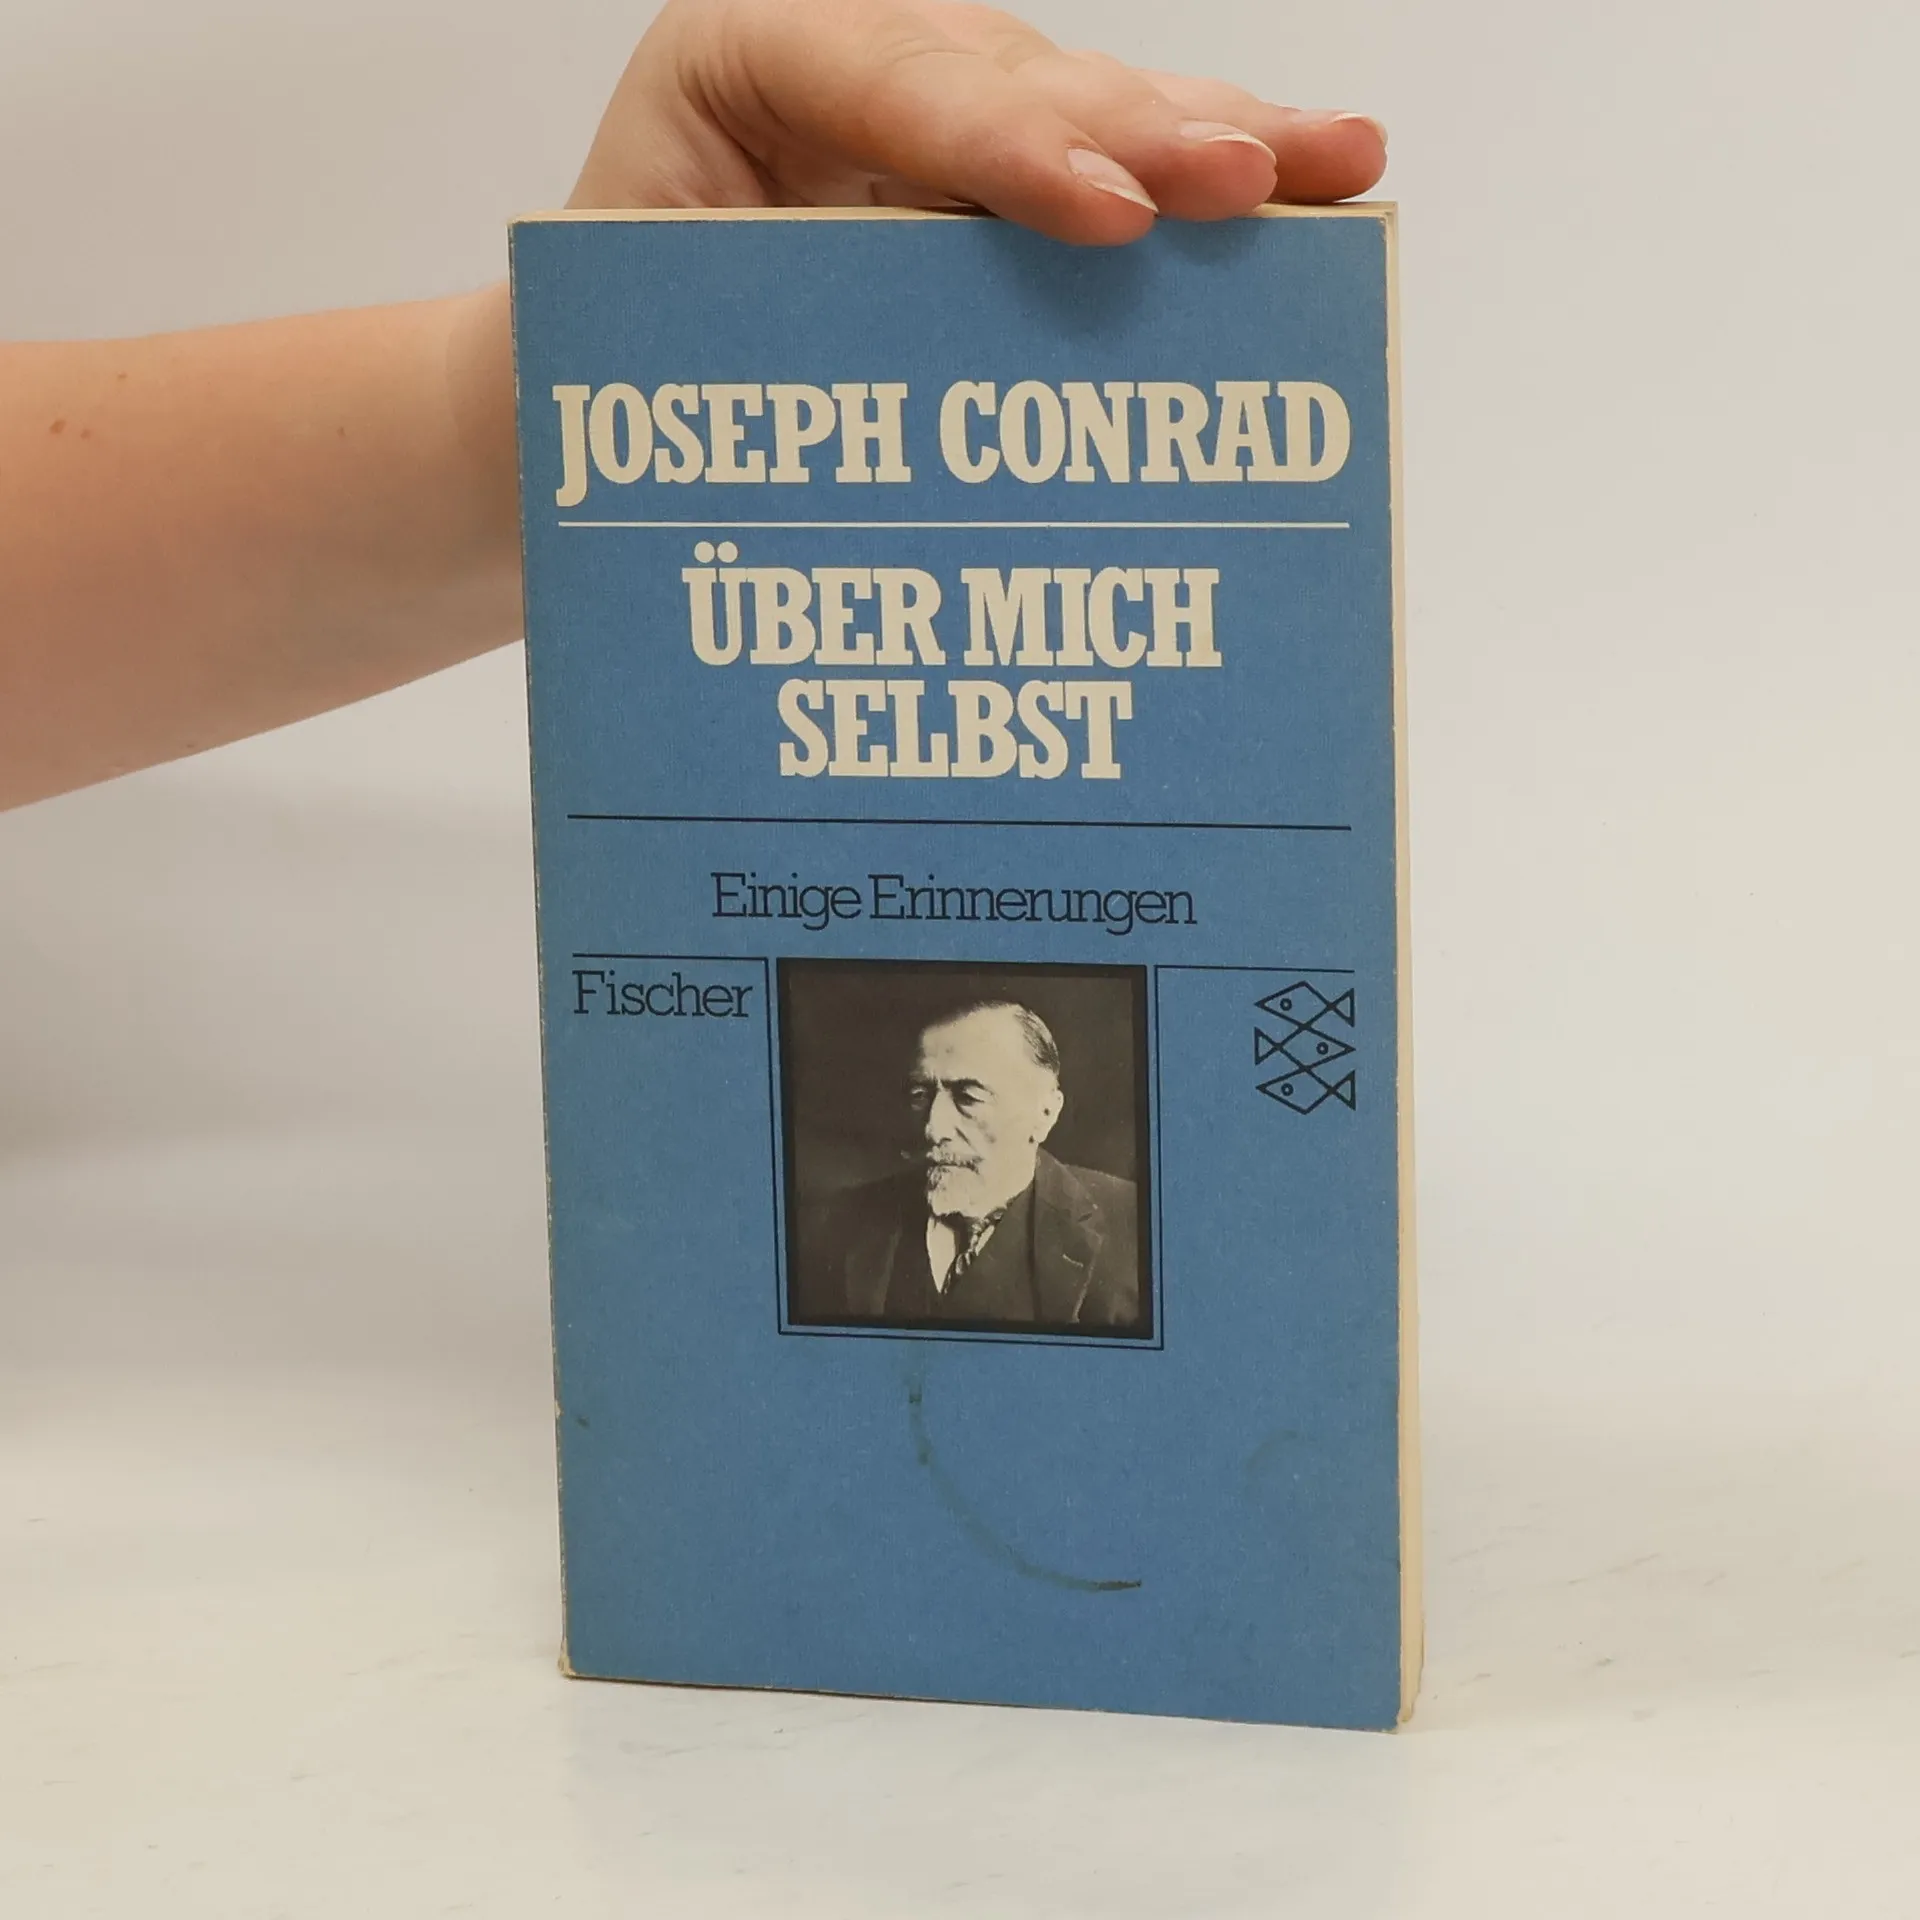 JOSEPH CONRAD
ÜBER MICH
SELBST
Einige Erinnerungen
Fischer